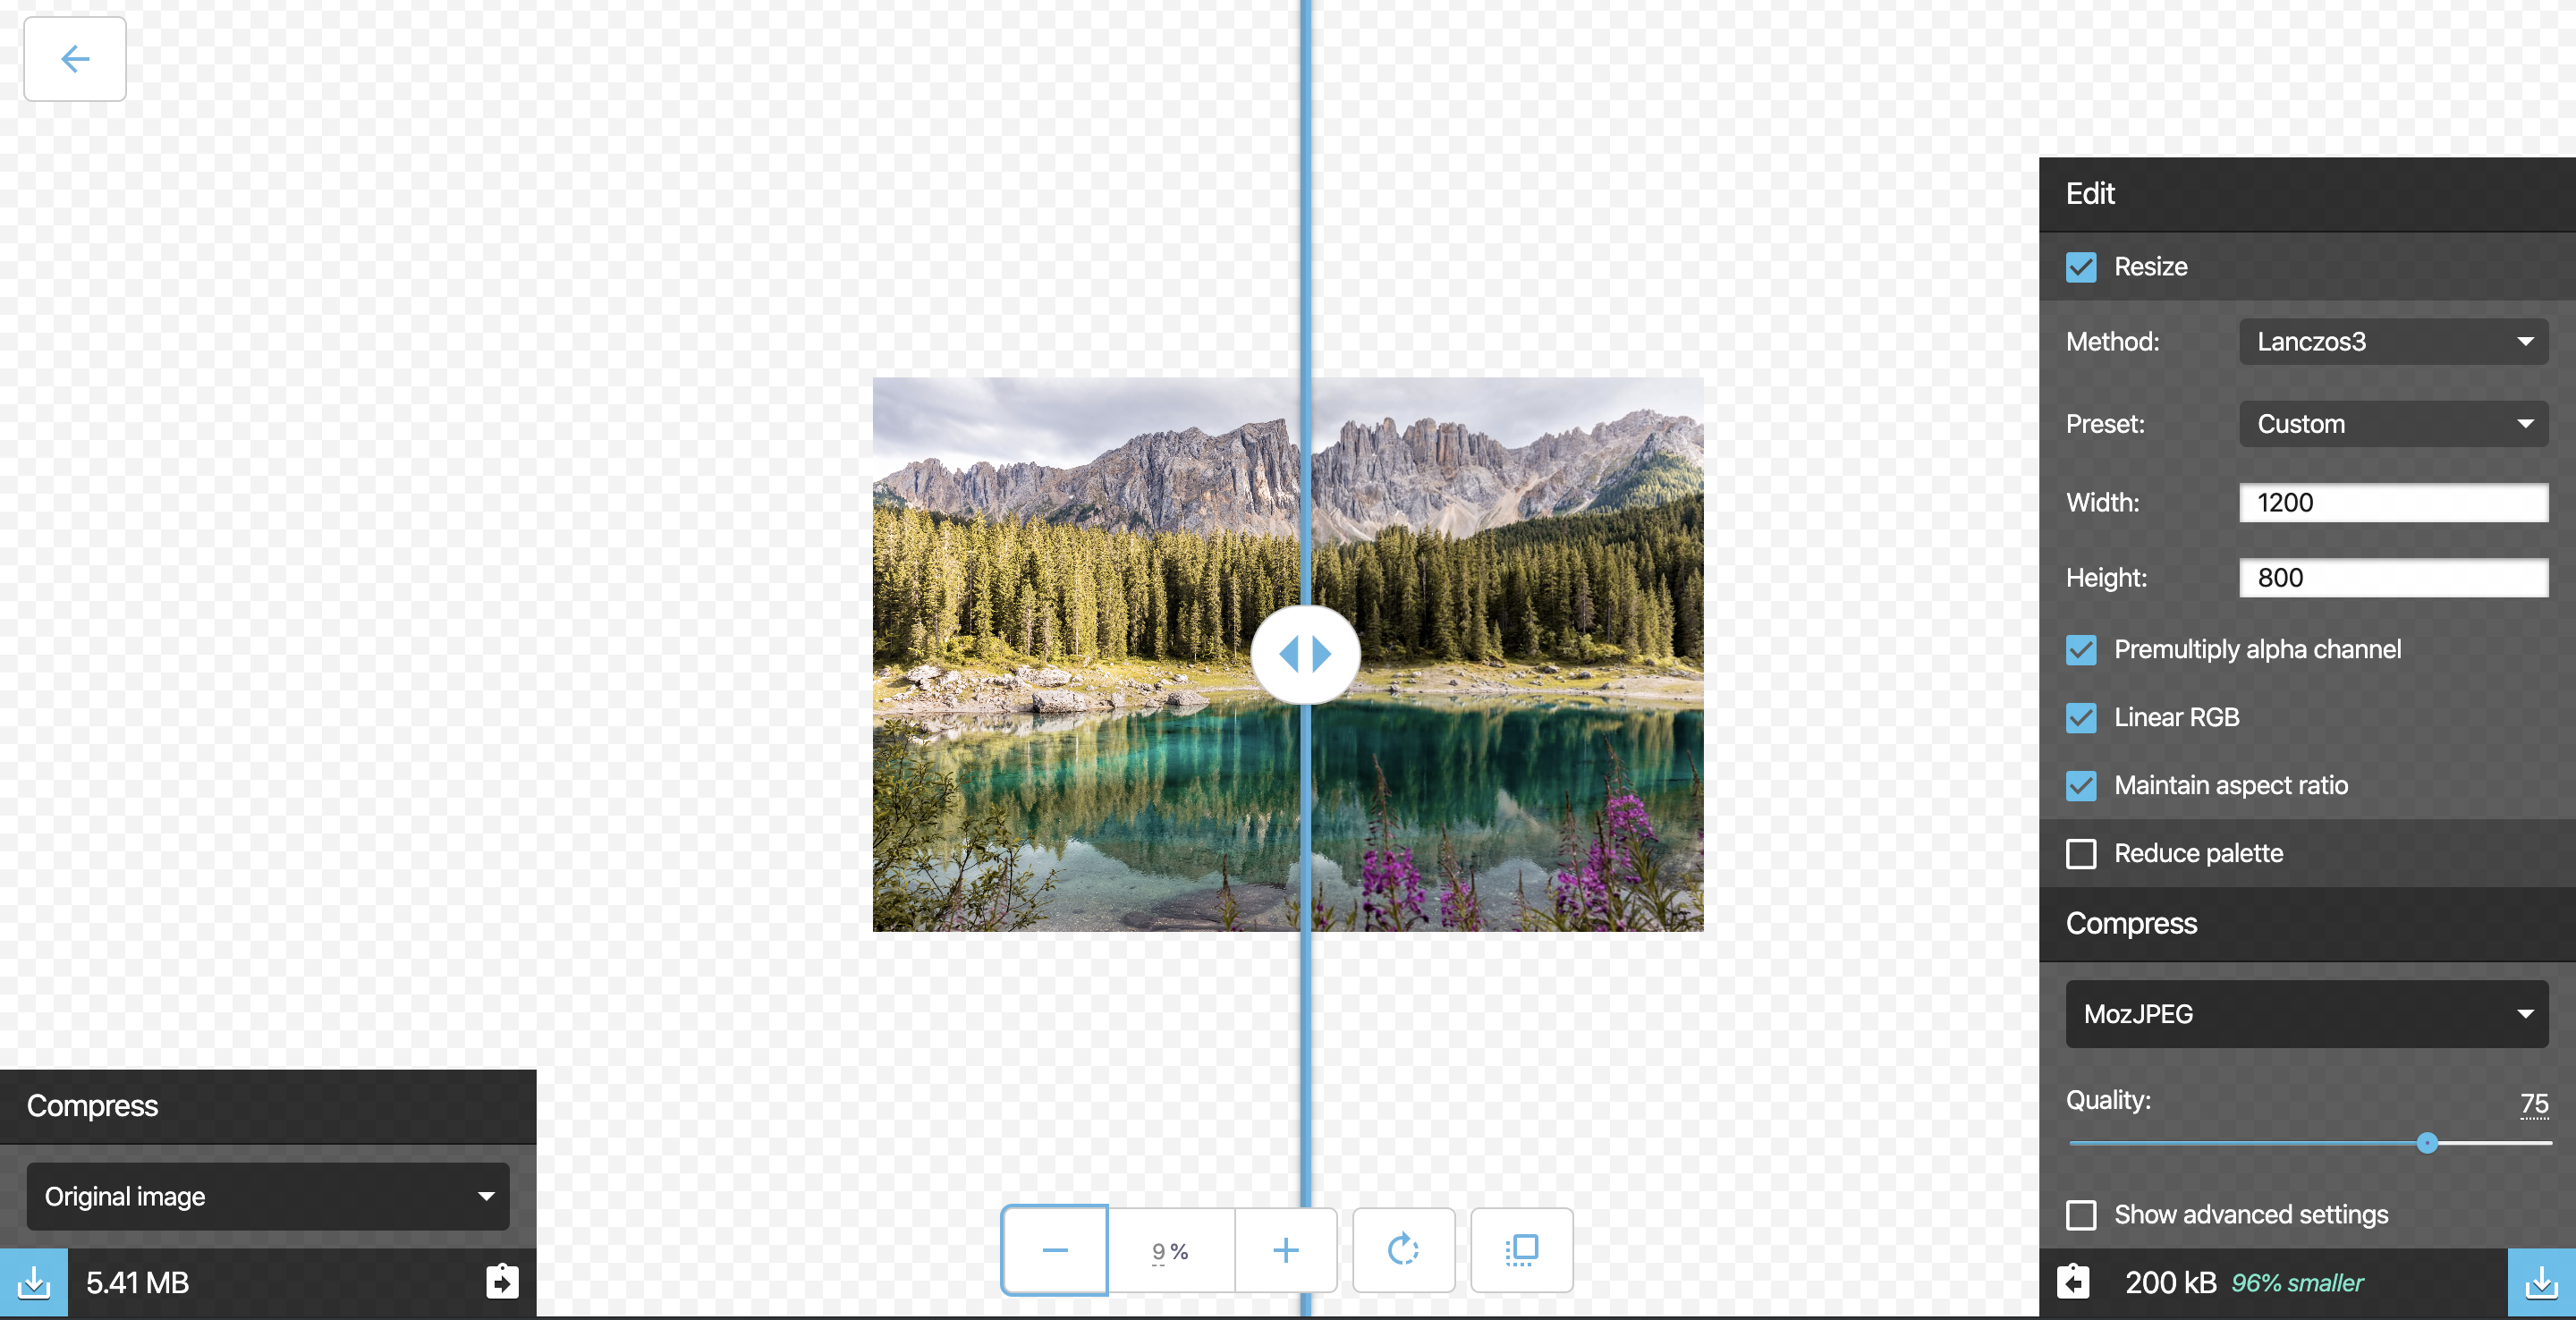 Edit
Resize
Method: Lanczos3
Preset: Custom
Width: 1200
Height: 800
Premultiply alpha channel
Linear RGB
Maintain aspect ratio
Reduce palette
Compress
MozJPEG
Quality: 75
Show advanced settings
200 kB 96% smaller
Compress
Original image
5.41 MB
9 %